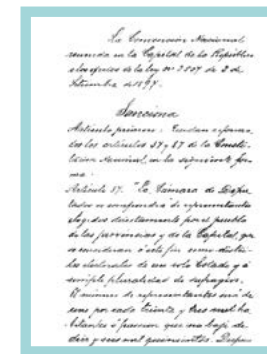 La Convención Nacional
reunida en la Capital de la República
a los efectos de la ley nº 3507 de 2 de
Setiembre de 1897.
Sanciona
Artículo primero: Quedan reforma-
dos los artículos 37 y 87 de la Consti-
tución Nacional, en la siguiente for-
ma:
Artículo 37. "La Cámara de Dipu-
tados se compondrá de representantes
elegidos directamente por el pueblo
de las provincias y de la Capital, que
se consideran á este fin como distri-
tos electorales de un solo Estado y á
simple pluralidad de sufragios.
El número de representantes será de
uno por cada treinta y tres mil ha-
bitantes ó fracción que no baje de
diez y seis mil quinientos. Despues